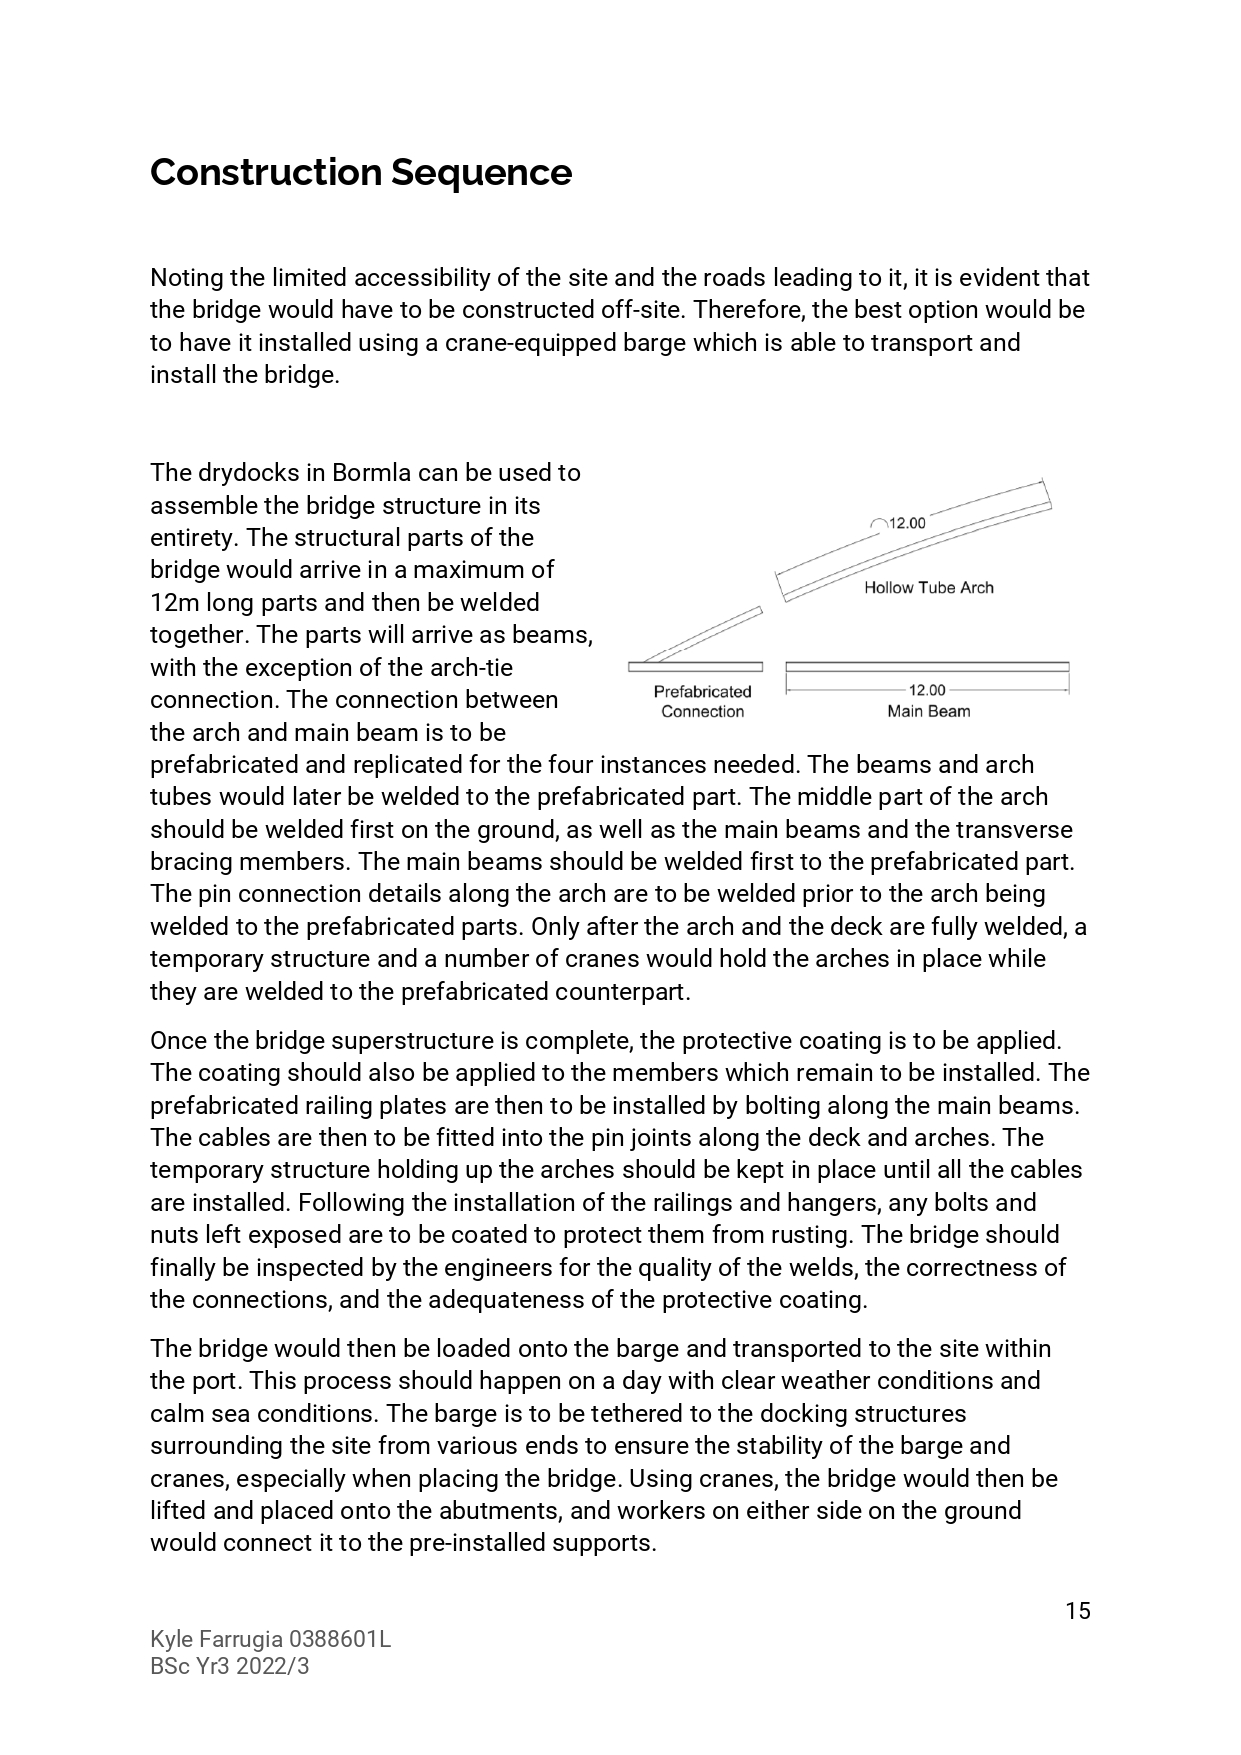 Construction Sequence
Noting the limited accessibility of the site and the roads leading to it, it is evident that
the bridge would have to be constructed off-site. Therefore, the best option would be
to have it installed using a crane-equipped barge which is able to transport and
install the bridge.
The drydocks in Bormla can be used to
assemble the bridge structure in its
entirety. The structural parts of the
bridge would arrive in a maximum of
12m long parts and then be welded
together. The parts will arrive as beams,
with the exception of the arch-tie
connection. The connection between
the arch and main beam is to be
12.00
Hollow Tube Arch
Prefabricated
Connection
12.00
Main Beam
prefabricated and replicated for the four instances needed. The beams and arch
tubes would later be welded to the prefabricated part. The middle part of the arch
should be welded first on the ground, as well as the main beams and the transverse
bracing members. The main beams should be welded first to the prefabricated part.
The pin connection details along the arch are to be welded prior to the arch being
welded to the prefabricated parts. Only after the arch and the deck are fully welded, a
temporary structure and a number of cranes would hold the arches in place while
they are welded to the prefabricated counterpart.
Once the bridge superstructure is complete, the protective coating is to be applied.
The coating should also be applied to the members which remain to be installed. The
prefabricated railing plates are then to be installed by bolting along the main beams.
The cables are then to be fitted into the pin joints along the deck and arches. The
temporary structure holding up the arches should be kept in place until all the cables
are installed. Following the installation of the railings and hangers, any bolts and
nuts left exposed are to be coated to protect them from rusting. The bridge should
finally be inspected by the engineers for the quality of the welds, the correctness of
the connections, and the adequateness of the protective coating.
The bridge would then be loaded onto the barge and transported to the site within
the port. This process should happen on a day with clear weather conditions and
calm sea conditions. The barge is to be tethered to the docking structures
surrounding the site from various ends to ensure the stability of the barge and
cranes, especially when placing the bridge. Using cranes, the bridge would then be
lifted and placed onto the abutments, and workers on either side on the ground
would connect it to the pre-installed supports.
15
Kyle Farrugia 0388601L
BSc Yr3 2022/3